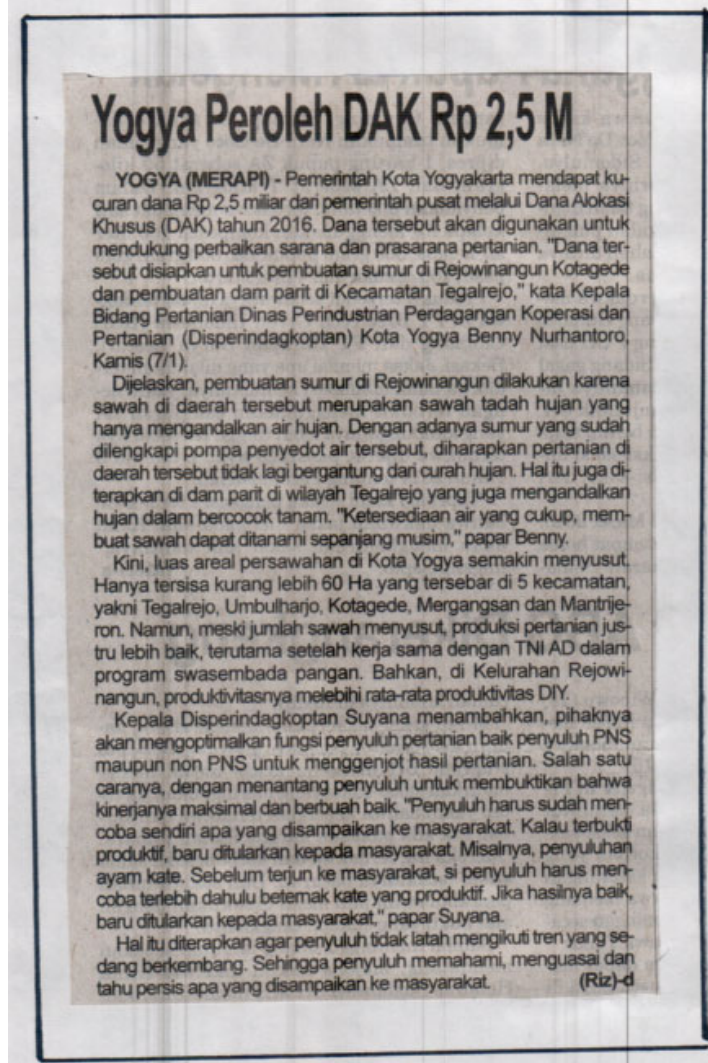 Yogya Peroleh DAK Rp 2,5 M
YOGYA (MERAPI) - Pemerintah Kota Yogyakarta mendapat ku-
curan dana Rp 2,5 miliar dari pemerintah pusat melalui Dana Alokasi
Khusus (DAK) tahun 2016. Dana tersebut akan digunakan untuk
mendukung perbaikan sarana dan prasarana pertanian. "Dana ter-
sebut disiapkan untuk pembuatan sumur di Rejowinangun Kotagede
dan pembuatan dam parit di Kecamatan Tegalrejo," kata Kepala
Bidang Pertanian Dinas Perindustrian Perdagangan Koperasi dan
Pertanian (Disperindagkoptan) Kota Yogya Benny Nurhantoro,
Kamis (7/1).
Dijelaskan, pembuatan sumur di Rejowinangun dilakukan karena
sawah di daerah tersebut merupakan sawah tadah hujan yang
hanya mengandalkan air hujan. Dengan adanya sumur yang sudah
dilengkapi pompa penyedot air tersebut, diharapkan pertanian di
daerah tersebut tidak lagi bergantung dari curah hujan. Hal itu juga di-
terapkan di dam parit di wilayah Tegalrejo yang juga mengandalkan
hujan dalam bercocok tanam. "Ketersediaan air yang cukup, mem-
buat sawah dapat ditanami sepanjang musim," papar Benny.
Kini, luas areal persawahan di Kota Yogya semakin menyusut.
Hanya tersisa kurang lebih 60 Ha yang tersebar di 5 kecamatan,
yakni Tegalrejo, Umbulharjo, Kotagede, Mergangsan dan Mantrije-
ron. Namun, meski jumlah sawah menyusut, produksi pertanian jus-
tru lebih baik, terutama setelah kerja sama dengan TNI AD dalam
program swasembada pangan. Bahkan, di Kelurahan Rejowi-
nangun, produktivitasnya melebihi rata-rata produktivitas DIY.
Kepala Disperindagkoptan Suyana menambahkan, pihaknya
akan mengoptimalkan fungsi penyuluh pertanian baik penyuluh PNS
maupun non PNS untuk menggenjot hasil pertanian. Salah satu
caranya, dengan menantang penyuluh untuk membuktikan bahwa
kinerjanya maksimal dan berbuah baik. "Penyuluh harus sudah men-
coba sendiri apa yang disampaikan ke masyarakat. Kalau terbukti
produktif, baru ditularkan kepada masyarakat. Misalnya, penyuluhan
ayam kate. Sebelum terjun ke masyarakat, si penyuluh harus men-
coba terlebih dahulu beternak kate yang produktif. Jika hasilnya baik,
baru ditularkan kepada masyarakat," papar Suyana.
Hal itu diterapkan agar penyuluh tidak latah mengikuti tren yang se-
dang berkembang. Sehingga penyuluh memahami, menguasai dan
tahu persis apa yang disampaikan ke masyarakat. (Riz)-d